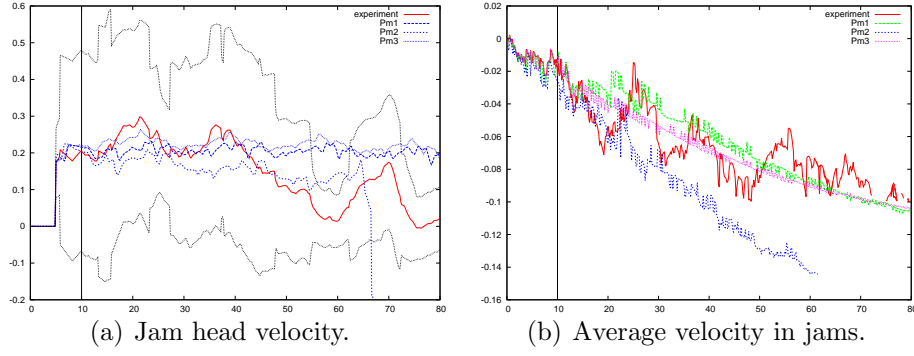 0.6
0.5
0.4
0.3
0.2
0.1
0
-0.1
-0.2
0 10 20 30 40 50 60 70 80
experiment
Pm1
Pm2
Pm3
(a) Jam head velocity.
0
-0.02
-0.04
-0.06
-0.08
-0.1
-0.12
-0.14
-0.16
0 10 20 30 40 50 60 70 80
experiment
Pm1
Pm2
Pm3
(b) Average velocity in jams.